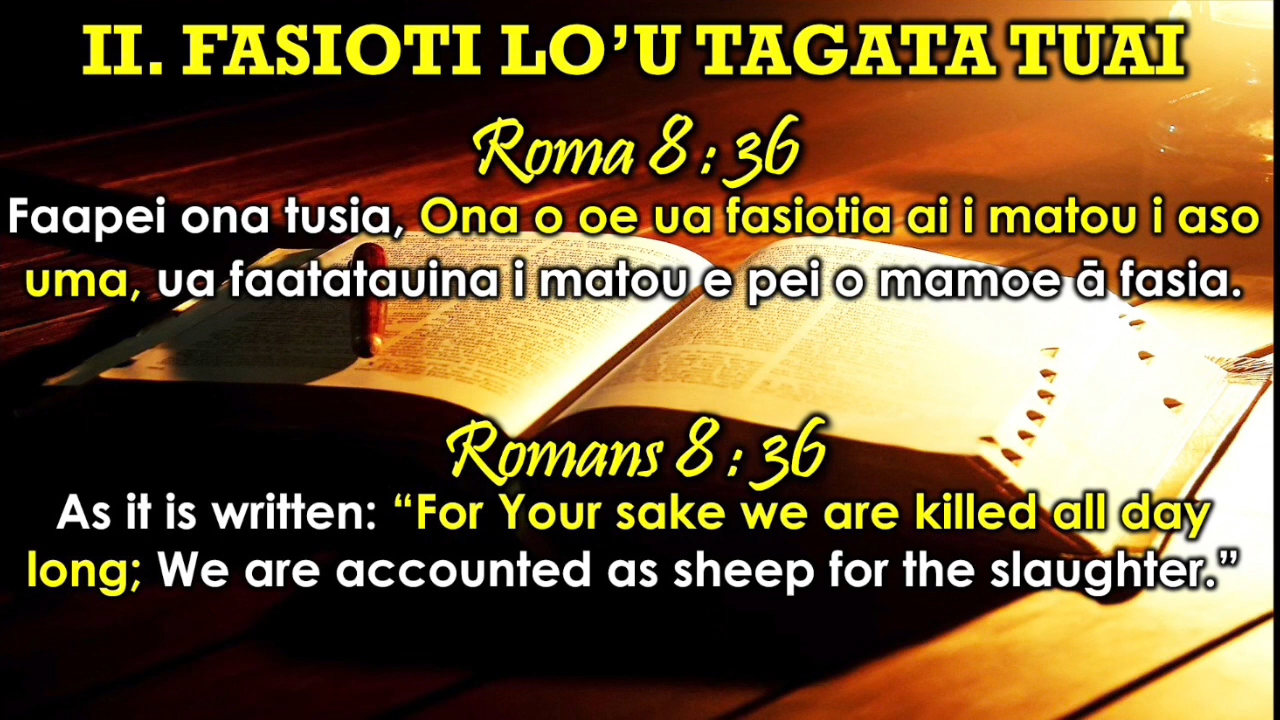 II. FASIOTI LO’U TAGATA TUAI
Roma 8 : 36
Faapei ona tusia, Ona o oe ua fasiotia ai i matou i aso
uma, ua faatatauina i matou e pei o mamoe ā fasia.
Romans 8 : 36
As it is written: “For Your sake we are killed all day
long; We are accounted as sheep for the slaughter.”